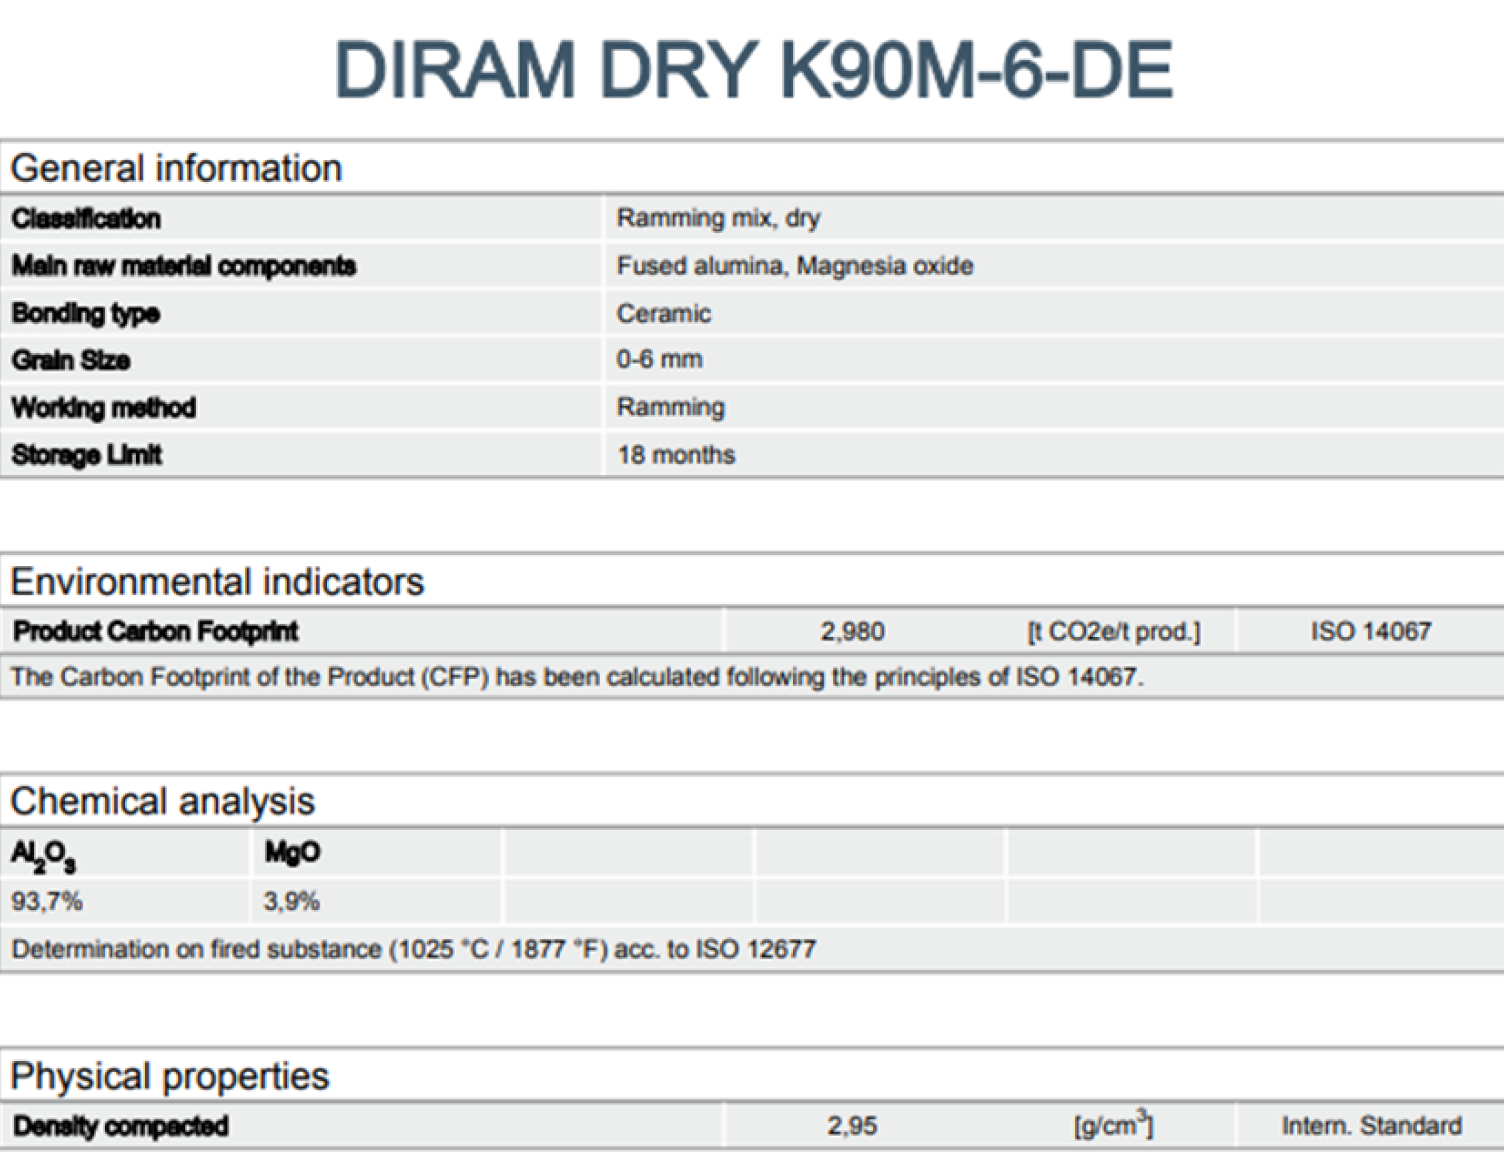 DIRAM DRY K90M-6-DE
General information
Classification Ramming mix, dry
Main raw material components Fused alumina, Magnesia oxide
Bonding type Ceramic
Grain Size 0-6 mm
Working method Ramming
Storage Limit 18 months
Environmental indicators
Product Carbon Footprint 2,980 [t CO2e/t prod.] ISO 14067
The Carbon Footprint of the Product (CFP) has been calculated following the principles of ISO 14067.
Chemical analysis
Al₂O₃ MgO
93,7% 3,9%
Determination on fired substance (1025 °C / 1877 °F) acc. to ISO 12677
Physical properties
Density compacted 2,95 [g/cm³] Intern. Standard